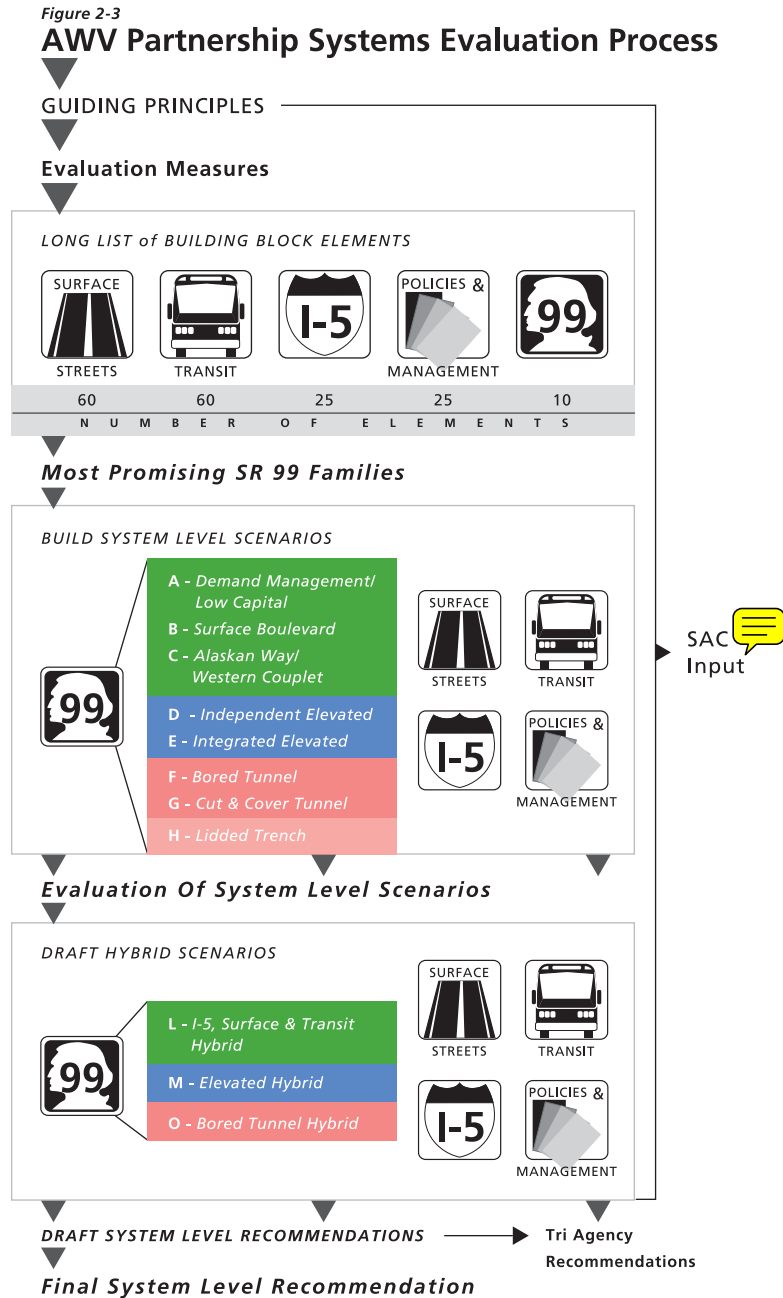 Figure 2-3
AWV Partnership Systems Evaluation Process
GUIDING PRINCIPLES
Evaluation Measures
LONG LIST of BUILDING BLOCK ELEMENTS
SURFACE
STREETS
TRANSIT
I-5
POLICIES &
MANAGEMENT
99
60 60 25 25 10
NUMBER OF ELEMENTS
Most Promising SR 99 Families
BUILD SYSTEM LEVEL SCENARIOS
99
A - Demand Management/
Low Capital
B - Surface Boulevard
C - Alaskan Way/
Western Couplet
D - Independent Elevated
E - Integrated Elevated
F - Bored Tunnel
G - Cut & Cover Tunnel
H - Lidded Trench
SURFACE
STREETS
TRANSIT
I-5
POLICIES &
MANAGEMENT
SAC
Input
Evaluation Of System Level Scenarios
DRAFT HYBRID SCENARIOS
99
L - I-5, Surface & Transit
Hybrid
M - Elevated Hybrid
O - Bored Tunnel Hybrid
SURFACE
STREETS
TRANSIT
I-5
POLICIES &
MANAGEMENT
DRAFT SYSTEM LEVEL RECOMMENDATIONS
Tri Agency
Recommendations
Final System Level Recommendation